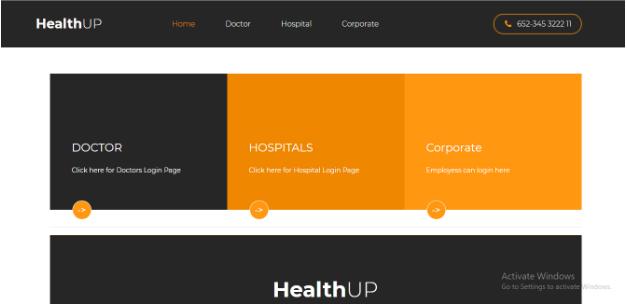 HealthUP
Home Doctor Hospital Corporate
652-345 3222 11
DOCTOR
Click here for Doctors Login Page
->
HOSPITALS
Click here for Hospital Login Page
->
Corporate
Employess can login here
->
HealthUP
Activate Windows
Go to Settings to activate Windows.